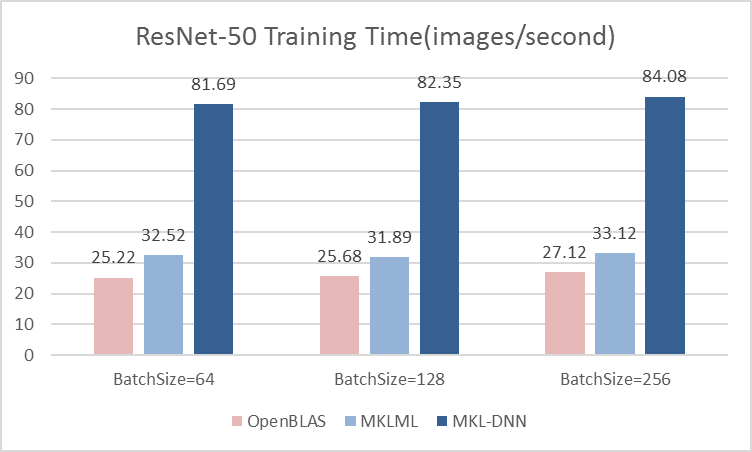 ResNet-50 Training Time(images/second)
90
80
70
60
50
40
30
20
10
0
25.22
32.52
81.69
25.68
31.89
82.35
27.12
33.12
84.08
BatchSize=64
BatchSize=128
BatchSize=256
OpenBLAS
MKLML
MKL-DNN